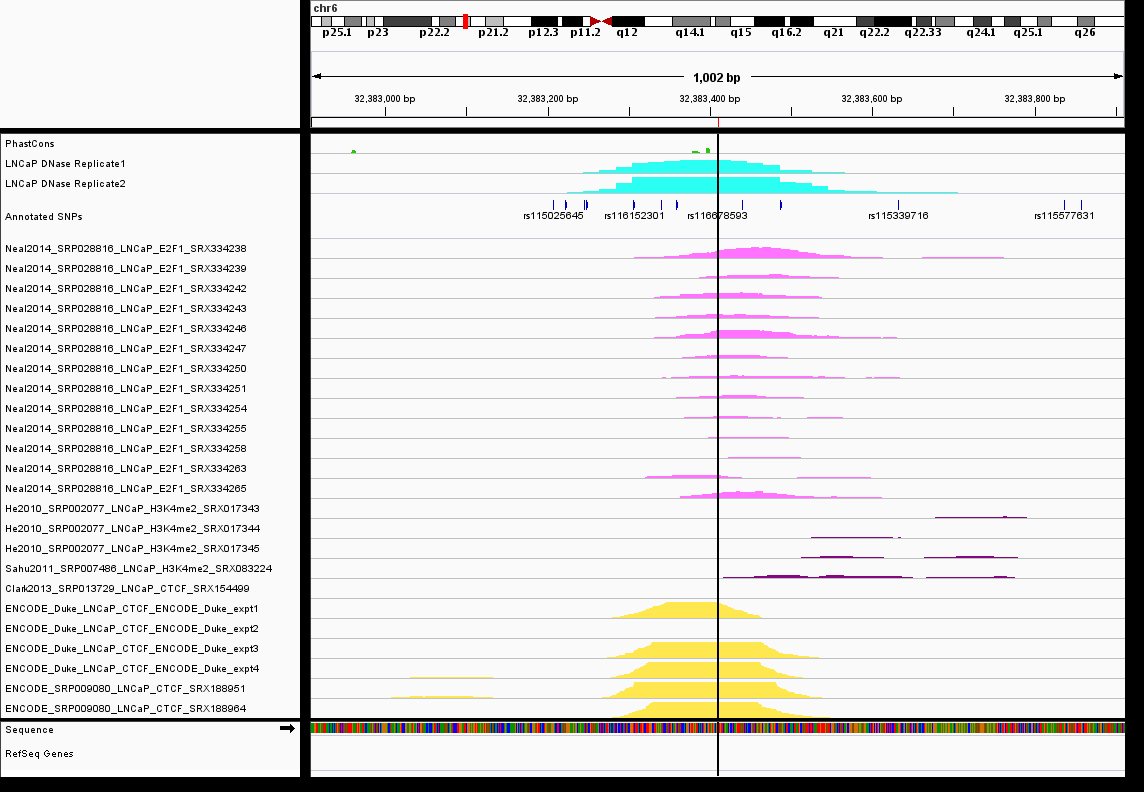 chr6
p25.1 p23 p22.2 p21.2 p12.3 p11.2 q12 q14.1 q15 q16.2 q21 q22.2 q22.33 q24.1 q25.1 q26
1,002 bp
32,383,000 bp 32,383,200 bp 32,383,400 bp 32,383,600 bp 32,383,800 bp
PhastCons
LNCaP DNase Replicate1
LNCaP DNase Replicate2
Annotated SNPs
rs115025645 rs116152301 rs116678593 rs115339716 rs115577631
Neal2014_SRP028816_LNCaP_E2F1_SRX334238
Neal2014_SRP028816_LNCaP_E2F1_SRX334239
Neal2014_SRP028816_LNCaP_E2F1_SRX334242
Neal2014_SRP028816_LNCaP_E2F1_SRX334243
Neal2014_SRP028816_LNCaP_E2F1_SRX334246
Neal2014_SRP028816_LNCaP_E2F1_SRX334247
Neal2014_SRP028816_LNCaP_E2F1_SRX334250
Neal2014_SRP028816_LNCaP_E2F1_SRX334251
Neal2014_SRP028816_LNCaP_E2F1_SRX334254
Neal2014_SRP028816_LNCaP_E2F1_SRX334255
Neal2014_SRP028816_LNCaP_E2F1_SRX334258
Neal2014_SRP028816_LNCaP_E2F1_SRX334263
Neal2014_SRP028816_LNCaP_E2F1_SRX334265
He2010_SRP002077_LNCaP_H3K4me2_SRX017343
He2010_SRP002077_LNCaP_H3K4me2_SRX017344
He2010_SRP002077_LNCaP_H3K4me2_SRX017345
Sahu2011_SRP007486_LNCaP_H3K4me2_SRX083224
Clark2013_SRP013729_LNCaP_CTCF_SRX154499
ENCODE_Duke_LNCaP_CTCF_ENCODE_Duke_expt1
ENCODE_Duke_LNCaP_CTCF_ENCODE_Duke_expt2
ENCODE_Duke_LNCaP_CTCF_ENCODE_Duke_expt3
ENCODE_Duke_LNCaP_CTCF_ENCODE_Duke_expt4
ENCODE_SRP009080_LNCaP_CTCF_SRX188951
ENCODE_SRP009080_LNCaP_CTCF_SRX188964
Sequence
RefSeq Genes